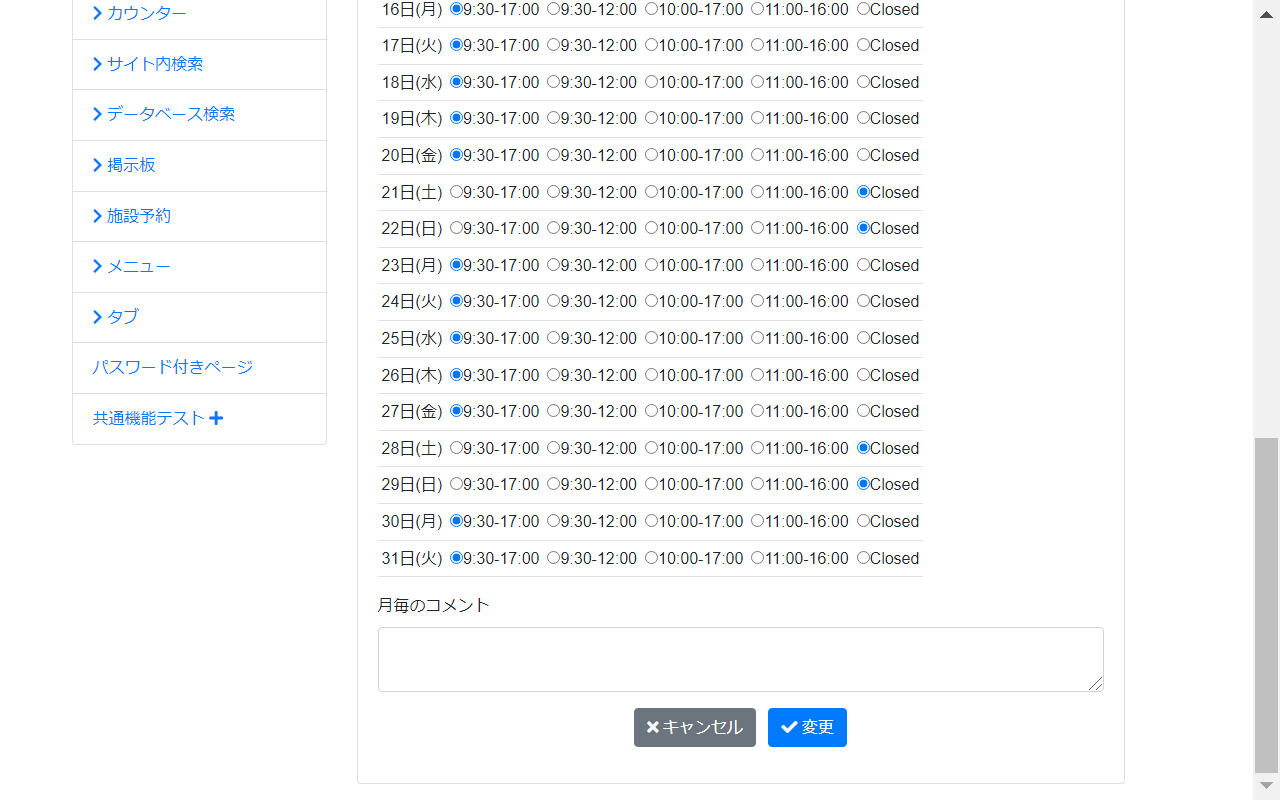 カウンター
サイト内検索
データベース検索
掲示板
施設予約
メニュー
タブ
パスワード付きページ
共通機能テスト
16日(月) 9:30-17:00 9:30-12:00 10:00-17:00 11:00-16:00 Closed
17日(火) 9:30-17:00 9:30-12:00 10:00-17:00 11:00-16:00 Closed
18日(水) 9:30-17:00 9:30-12:00 10:00-17:00 11:00-16:00 Closed
19日(木) 9:30-17:00 9:30-12:00 10:00-17:00 11:00-16:00 Closed
20日(金) 9:30-17:00 9:30-12:00 10:00-17:00 11:00-16:00 Closed
21日(土) 9:30-17:00 9:30-12:00 10:00-17:00 11:00-16:00 Closed
22日(日) 9:30-17:00 9:30-12:00 10:00-17:00 11:00-16:00 Closed
23日(月) 9:30-17:00 9:30-12:00 10:00-17:00 11:00-16:00 Closed
24日(火) 9:30-17:00 9:30-12:00 10:00-17:00 11:00-16:00 Closed
25日(水) 9:30-17:00 9:30-12:00 10:00-17:00 11:00-16:00 Closed
26日(木) 9:30-17:00 9:30-12:00 10:00-17:00 11:00-16:00 Closed
27日(金) 9:30-17:00 9:30-12:00 10:00-17:00 11:00-16:00 Closed
28日(土) 9:30-17:00 9:30-12:00 10:00-17:00 11:00-16:00 Closed
29日(日) 9:30-17:00 9:30-12:00 10:00-17:00 11:00-16:00 Closed
30日(月) 9:30-17:00 9:30-12:00 10:00-17:00 11:00-16:00 Closed
31日(火) 9:30-17:00 9:30-12:00 10:00-17:00 11:00-16:00 Closed
月毎のコメント
キャンセル 変更